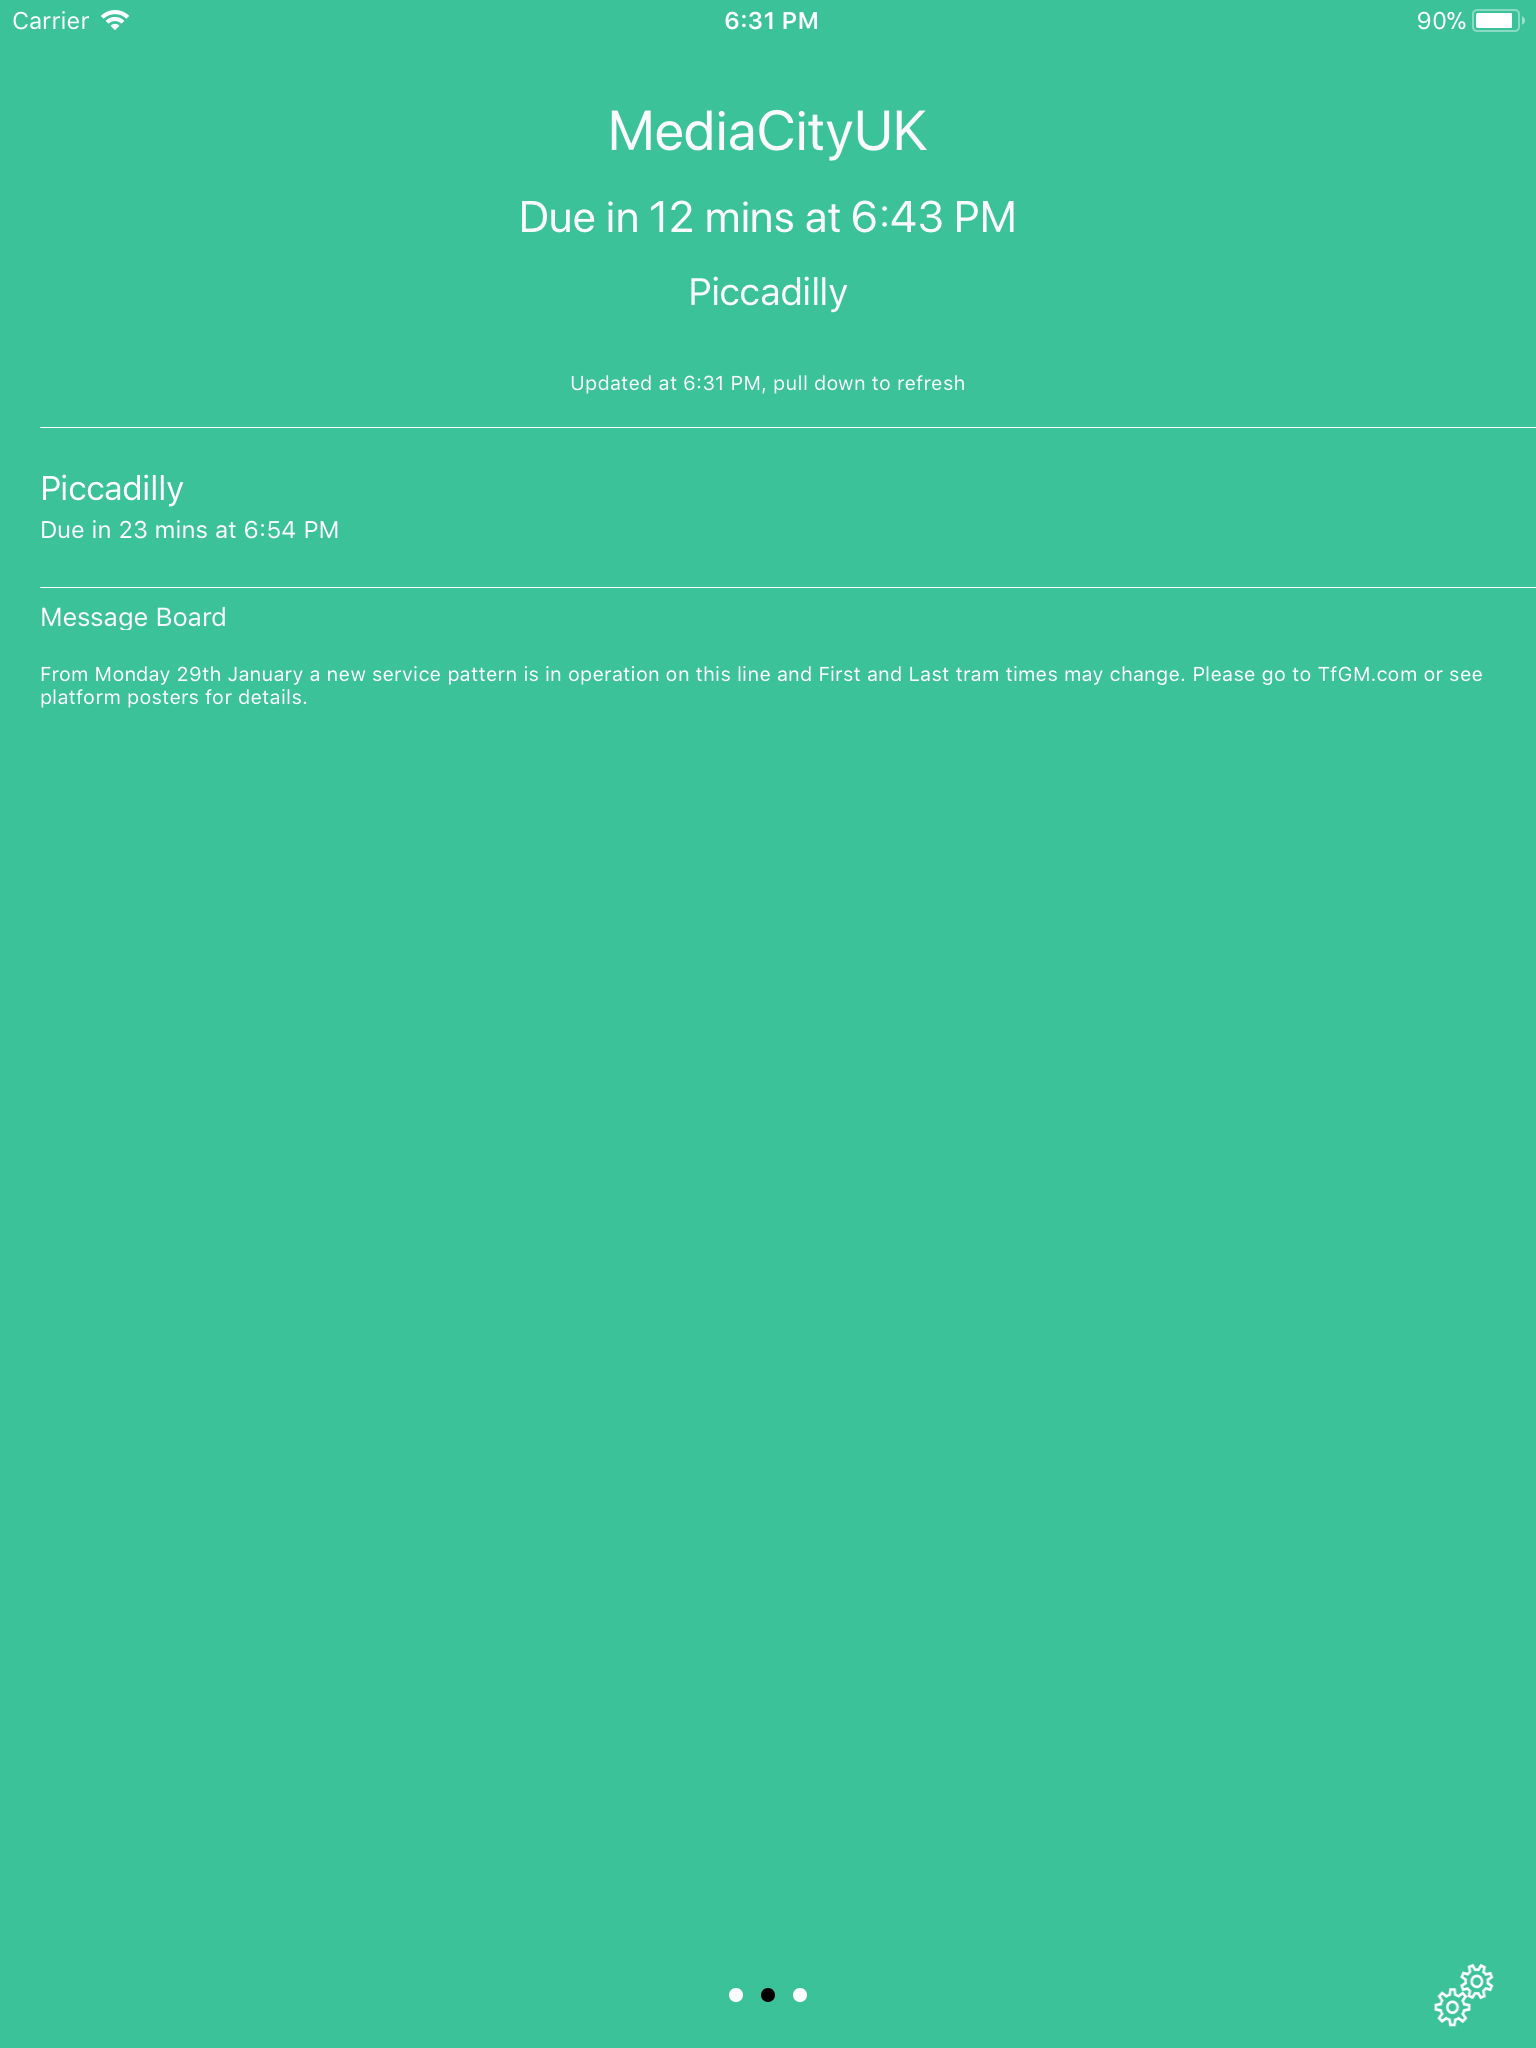 Carrier 6:31 PM 90%
MediaCityUK
Due in 12 mins at 6:43 PM
Piccadilly
Updated at 6:31 PM, pull down to refresh
Piccadilly
Due in 23 mins at 6:54 PM
Message Board
From Monday 29th January a new service pattern is in operation on this line and First and Last tram times may change. Please go to TfGM.com or see
platform posters for details.